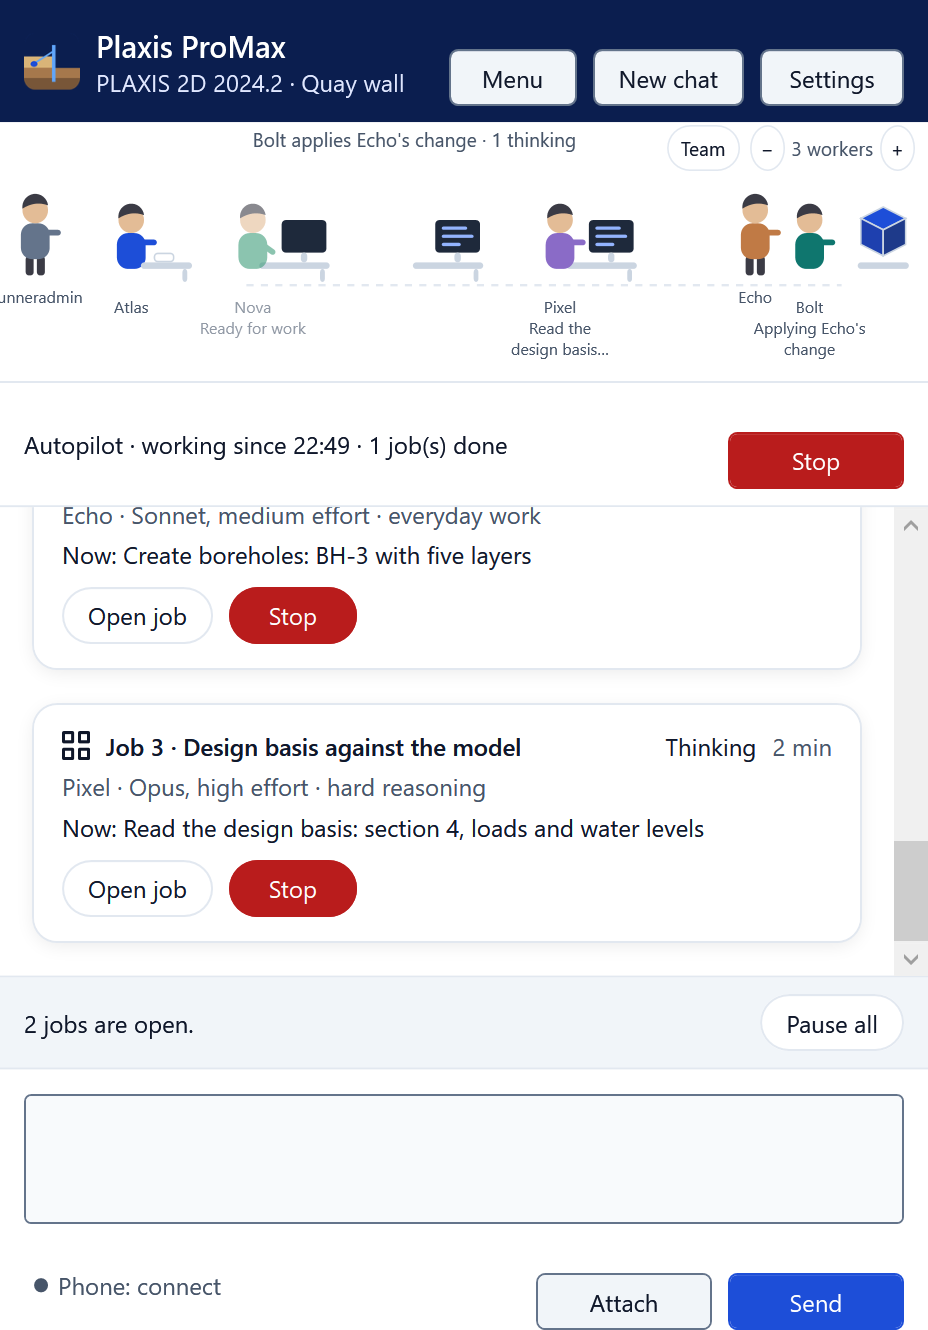 Plaxis ProMax
PLAXIS 2D 2024.2 · Quay wall
Menu
New chat
Settings
Bolt applies Echo's change · 1 thinking
Team
−
3 workers
+
unneradmin
Atlas
Nova
Ready for work
Pixel
Read the
design basis...
Echo
Bolt
Applying Echo's
change
Autopilot · working since 22:49 · 1 job(s) done
Stop
Echo · Sonnet, medium effort · everyday work
Now: Create boreholes: BH-3 with five layers
Open job
Stop
Job 3 · Design basis against the model
Thinking 2 min
Pixel · Opus, high effort · hard reasoning
Now: Read the design basis: section 4, loads and water levels
Open job
Stop
2 jobs are open.
Pause all
Phone: connect
Attach
Send